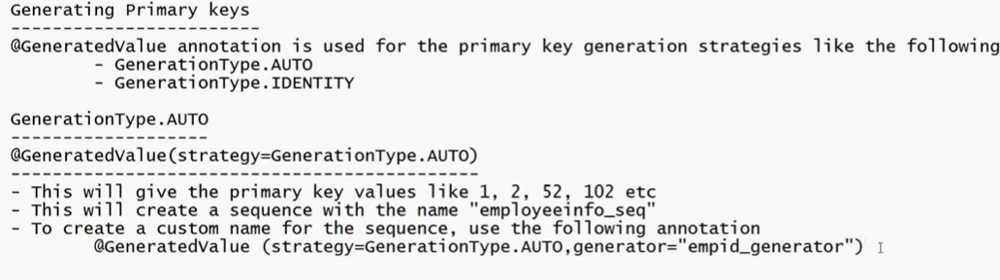 Generating Primary keys
------------------------
@GeneratedValue annotation is used for the primary key generation strategies like the following
- GenerationType.AUTO
- GenerationType.IDENTITY
GenerationType.AUTO
-------------------
@GeneratedValue(strategy=GenerationType.AUTO)
---------------------------------------------
- This will give the primary key values like 1, 2, 52, 102 etc
- This will create a sequence with the name "employeeinfo_seq"
- To create a custom name for the sequence, use the following annotation
@GeneratedValue (strategy=GenerationType.AUTO,generator="empid_generator")